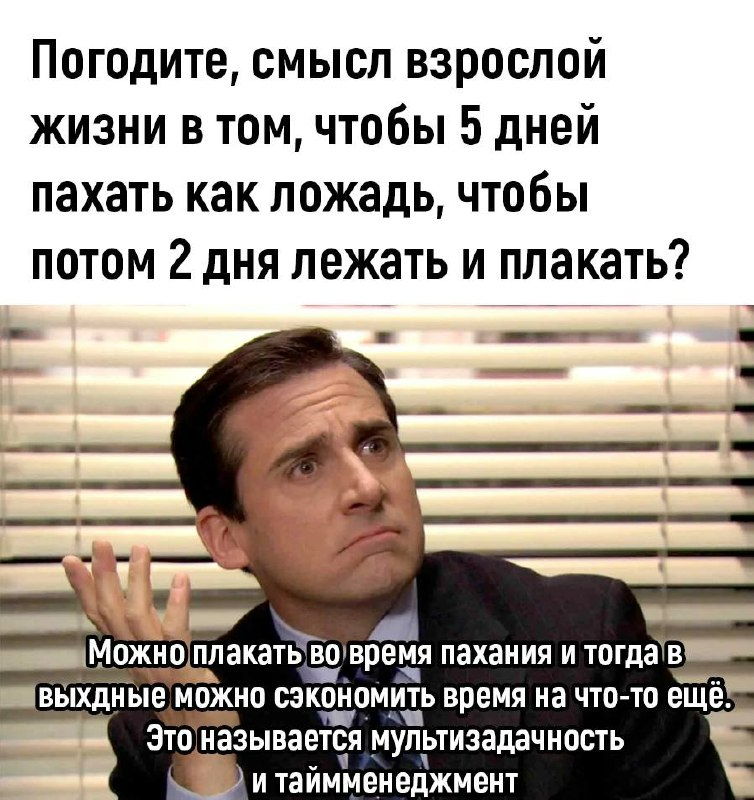 Погодите, смысл взрослой
жизни в том, чтобы 5 дней
пахать как ложадь, чтобы
потом 2 дня лежать и плакать?
Можно плакать во время пахания и тогда в
выхдные можно сэкономить время на что-то ещё.
Это называется мультизадачность
и таймменеджмент